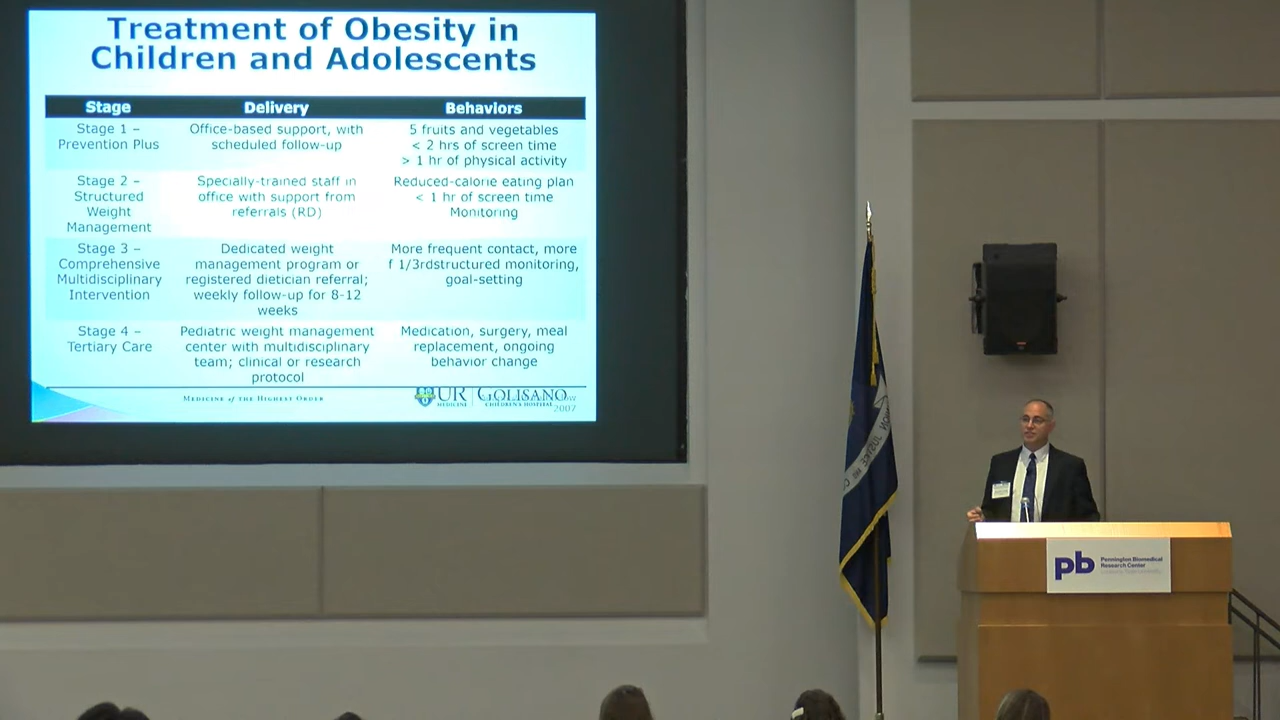 Treatment of Obesity in
Children and Adolescents
Stage Delivery Behaviors
Stage 1 –
Prevention Plus
Office-based support, with
scheduled follow-up
5 fruits and vegetables
< 2 hrs of screen time
> 1 hr of physical activity
Stage 2 –
Structured
Weight
Management
Specially-trained staff in
office with support from
referrals (RD)
Reduced-calorie eating plan
< 1 hr of screen time
Monitoring
Stage 3 –
Comprehensive
Multidisciplinary
Intervention
Dedicated weight
management program or
registered dietician referral;
weekly follow-up for 8-12
weeks
More frequent contact, more
f 1/3rdstructured monitoring,
goal-setting
Stage 4 –
Tertiary Care
Pediatric weight management
center with multidisciplinary
team; clinical or research
protocol
Medication, surgery, meal
replacement, ongoing
behavior change
MEDICINE of the HIGHEST ORDER
UR
MEDICINE
GOLISANO
CHILDREN'S HOSPITAL
2007
pb
Pennington Biomedical
Research Center